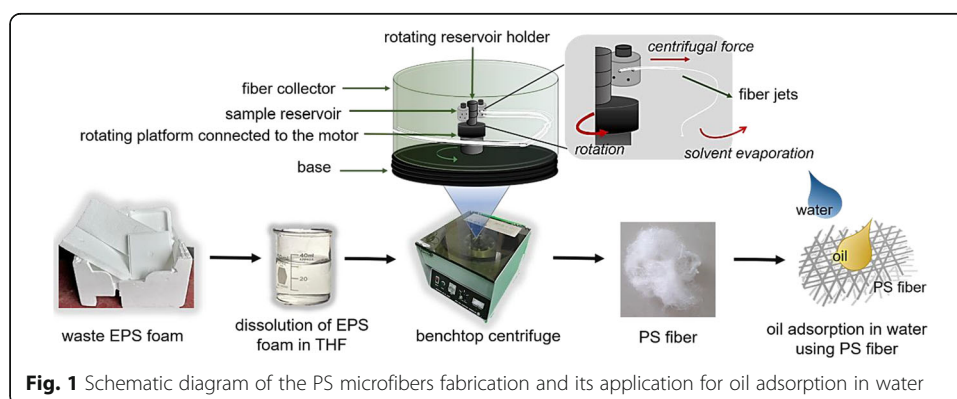 rotating reservoir holder
fiber collector
sample reservoir
rotating platform connected to the motor
base
centrifugal force
fiber jets
rotation
solvent evaporation
water
oil
PS fiber
40ml
20
waste EPS foam
dissolution of EPS
foam in THF
benchtop centrifuge
PS fiber
oil adsorption in water
using PS fiber
Fig. 1 Schematic diagram of the PS microfibers fabrication and its application for oil adsorption in water